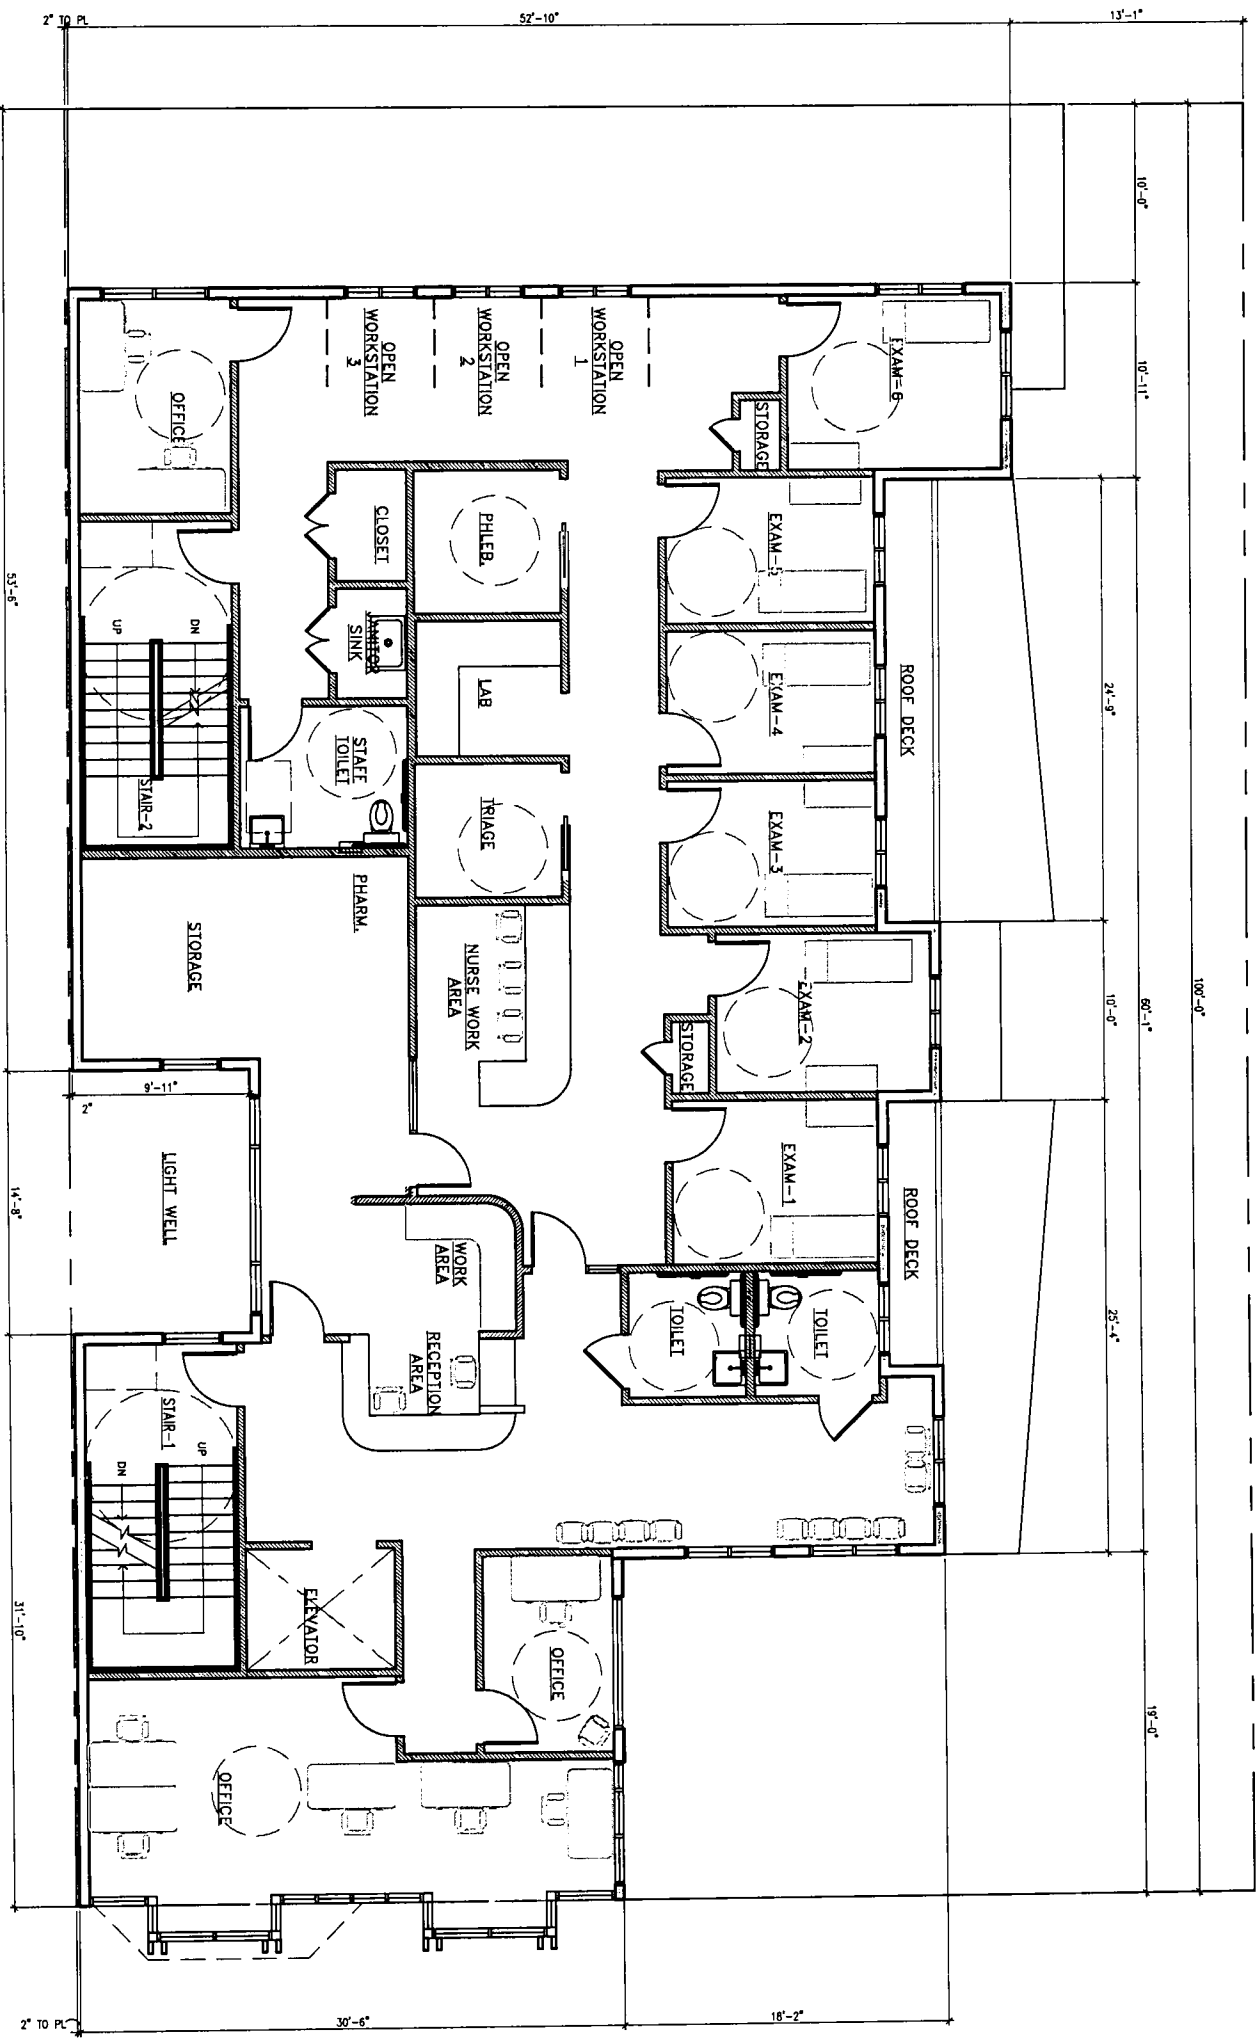 2" TO PL
52'-10"
13'-1"
10'-0"
10'-11"
24'-9"
10'-0"
25'-4"
60'-1"
100'-0"
19'-0"
53'-6"
14'-8"
31'-10"
9'-11"
2"
2" TO PL
30'-6"
18'-2"
OFFICE
OPEN
WORKSTATION
3
OPEN
WORKSTATION
2
OPEN
WORKSTATION
1
STORAGE
EXAM-6
CLOSET
PHLEB.
EXAM-5
UP
DN
STAIR-2
JANITOR
SINK
LAB
EXAM-4
ROOF DECK
STAFF
TOILET
TRIAGE
EXAM-3
PHARM.
STORAGE
NURSE WORK
AREA
EXAM-2
STORAGE
LIGHT WELL
WORK
AREA
EXAM-1
ROOF DECK
RECEPTION
AREA
TOILET
TOILET
STAIR-1
UP
DN
ELEVATOR
OFFICE
OFFICE